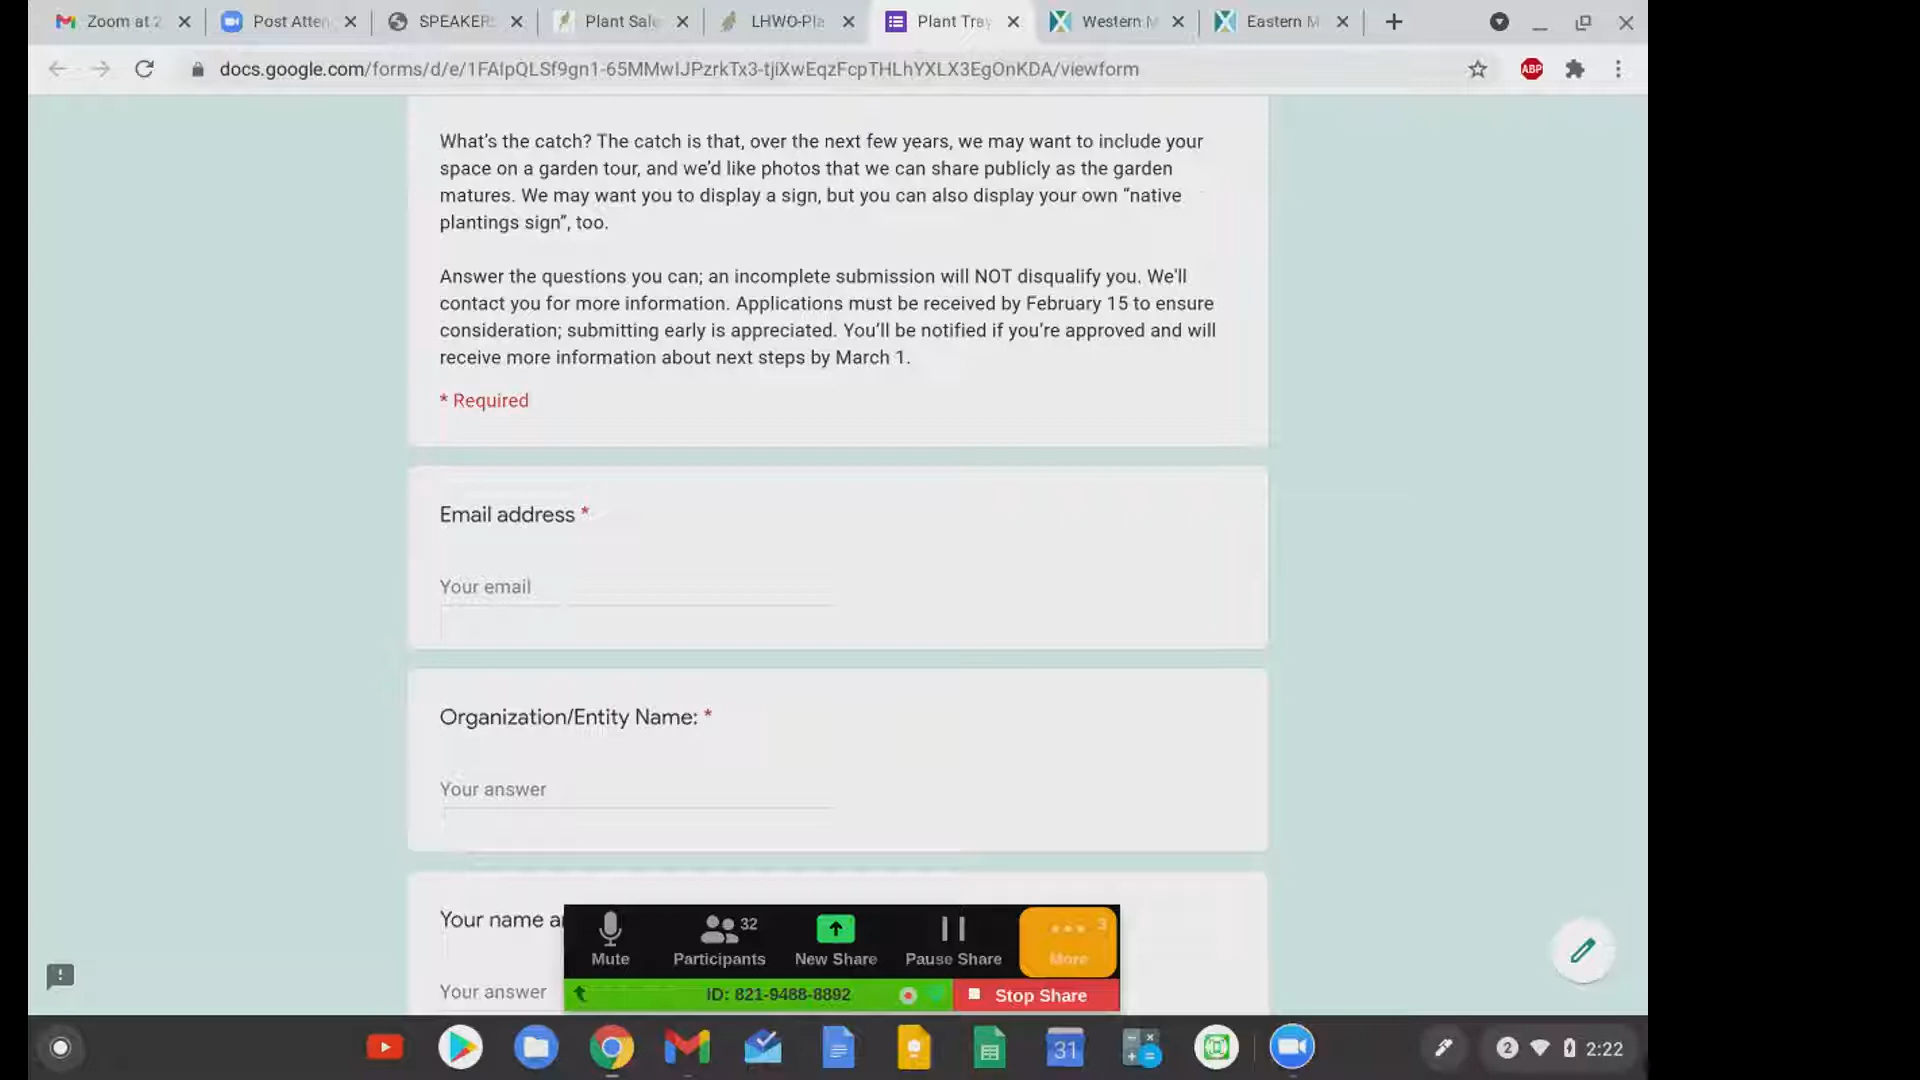 Zoom at 2
Post Atten
SPEAKER
Plant Sale
LHWO-Pla
Plant Tray
Western M
Eastern M
docs.google.com/forms/d/e/1FAIpQLSf9gn1-65MMwIJPzrkTx3-tjiXwEqzFcpTHLhYXLX3EgOnKDA/viewform
ABP
What's the catch? The catch is that, over the next few years, we may want to include your
space on a garden tour, and we'd like photos that we can share publicly as the garden
matures. We may want you to display a sign, but you can also display your own “native
plantings sign”, too.
Answer the questions you can; an incomplete submission will NOT disqualify you. We'll
contact you for more information. Applications must be received by February 15 to ensure
consideration; submitting early is appreciated. You’ll be notified if you’re approved and will
receive more information about next steps by March 1.
* Required
Email address *
Your email
Organization/Entity Name: *
Your answer
Your name a
Your answer
32
3
Mute
Participants
New Share
Pause Share
More
ID: 821-9488-8892
Stop Share
31
2
2:22